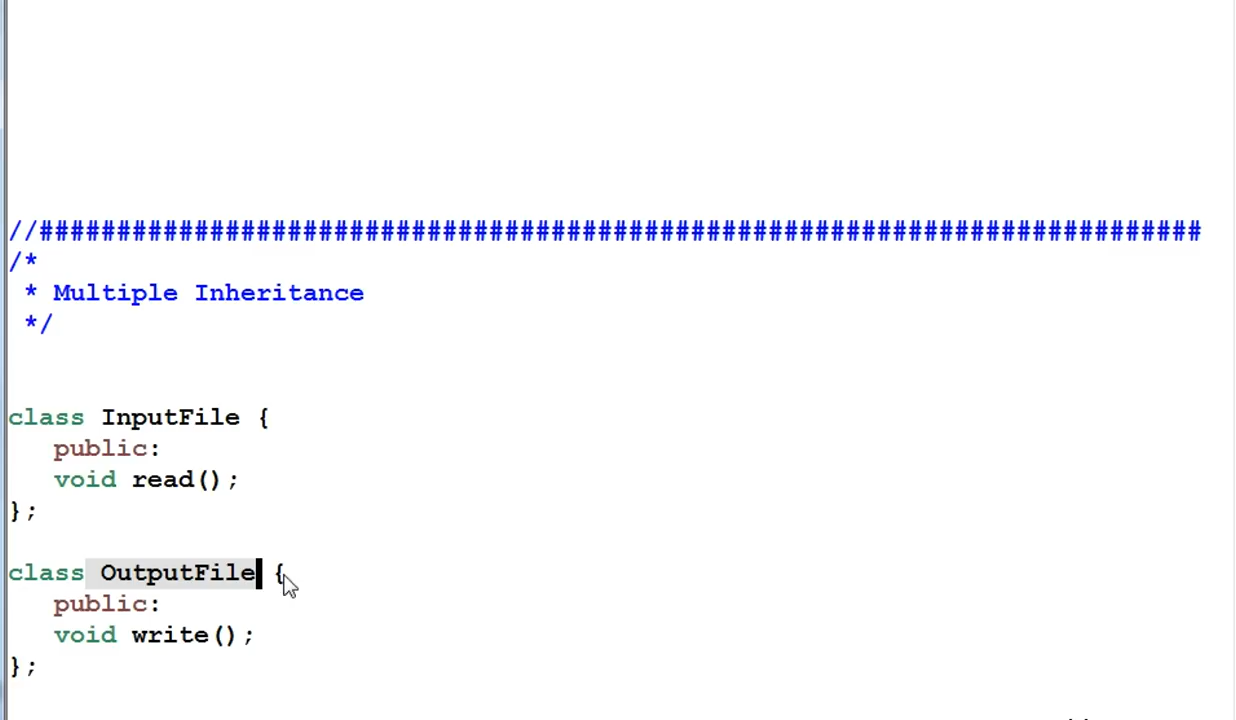 //###########################################################################
/*
 * Multiple Inheritance
 */
class InputFile {
   public:
   void read();
};
class OutputFile {
   public:
   void write();
};